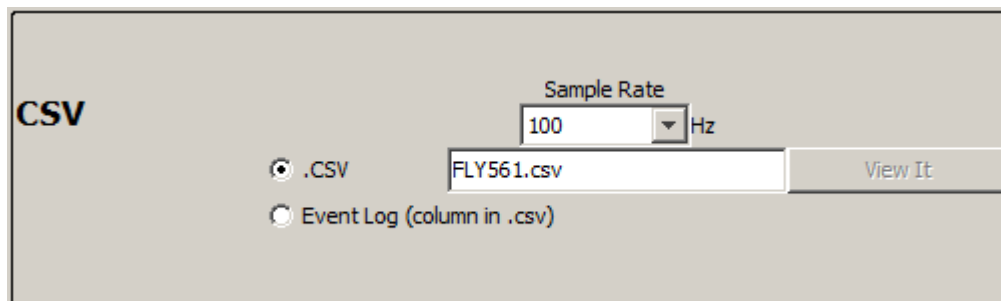 Sample Rate
CSV
100 Hz
.CSV FLY561.csv View It
Event Log (column in .csv)